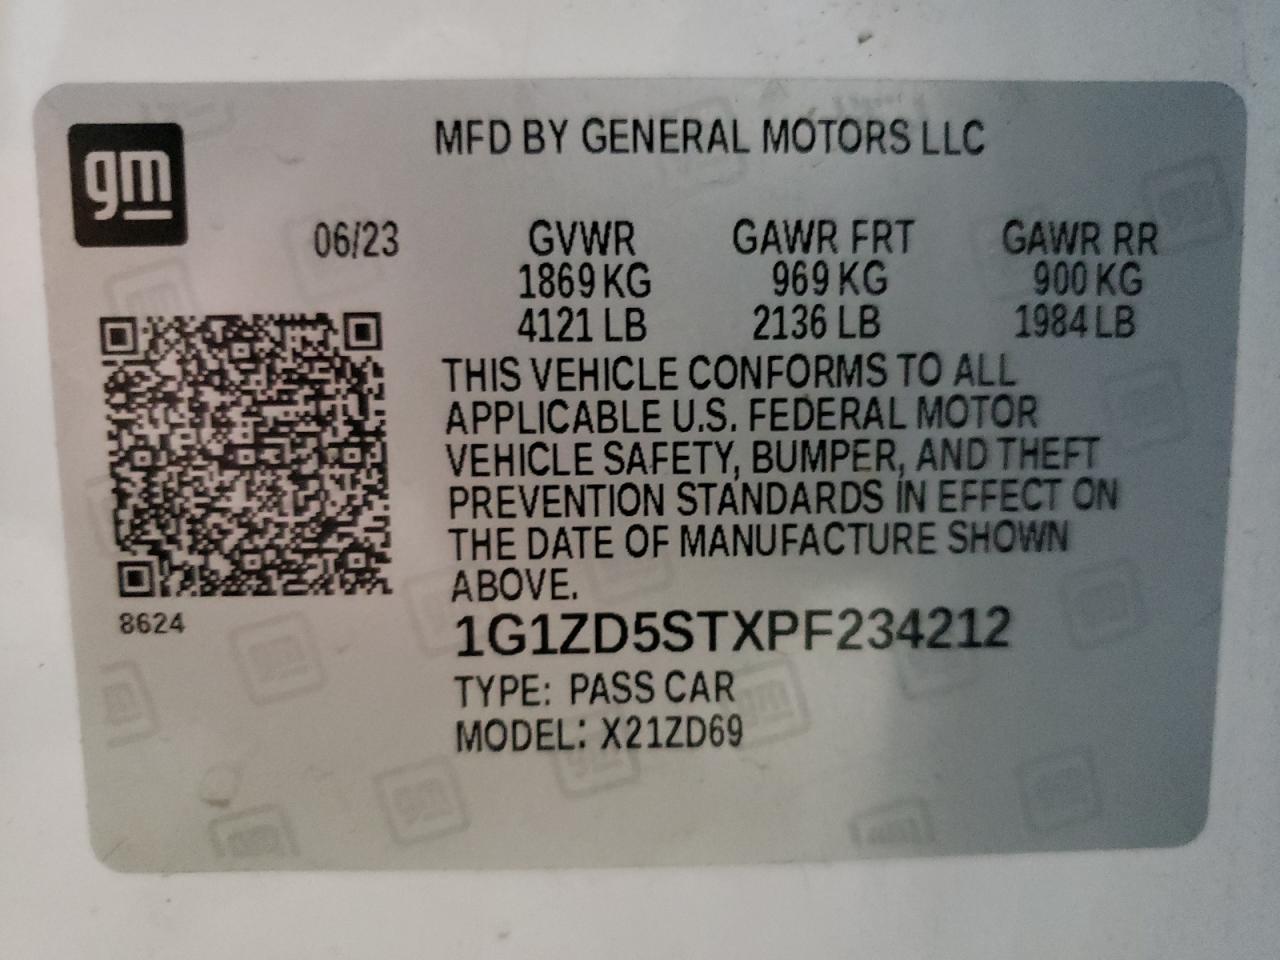 gm
MFD BY GENERAL MOTORS LLC
06/23 GVWR GAWR FRT GAWR RR
1869 KG 969 KG 900 KG
4121 LB 2136 LB 1984 LB
THIS VEHICLE CONFORMS TO ALL
APPLICABLE U.S. FEDERAL MOTOR
VEHICLE SAFETY, BUMPER, AND THEFT
PREVENTION STANDARDS IN EFFECT ON
THE DATE OF MANUFACTURE SHOWN
ABOVE.
8624
1G1ZD5STXPF234212
TYPE: PASS CAR
MODEL: X21ZD69